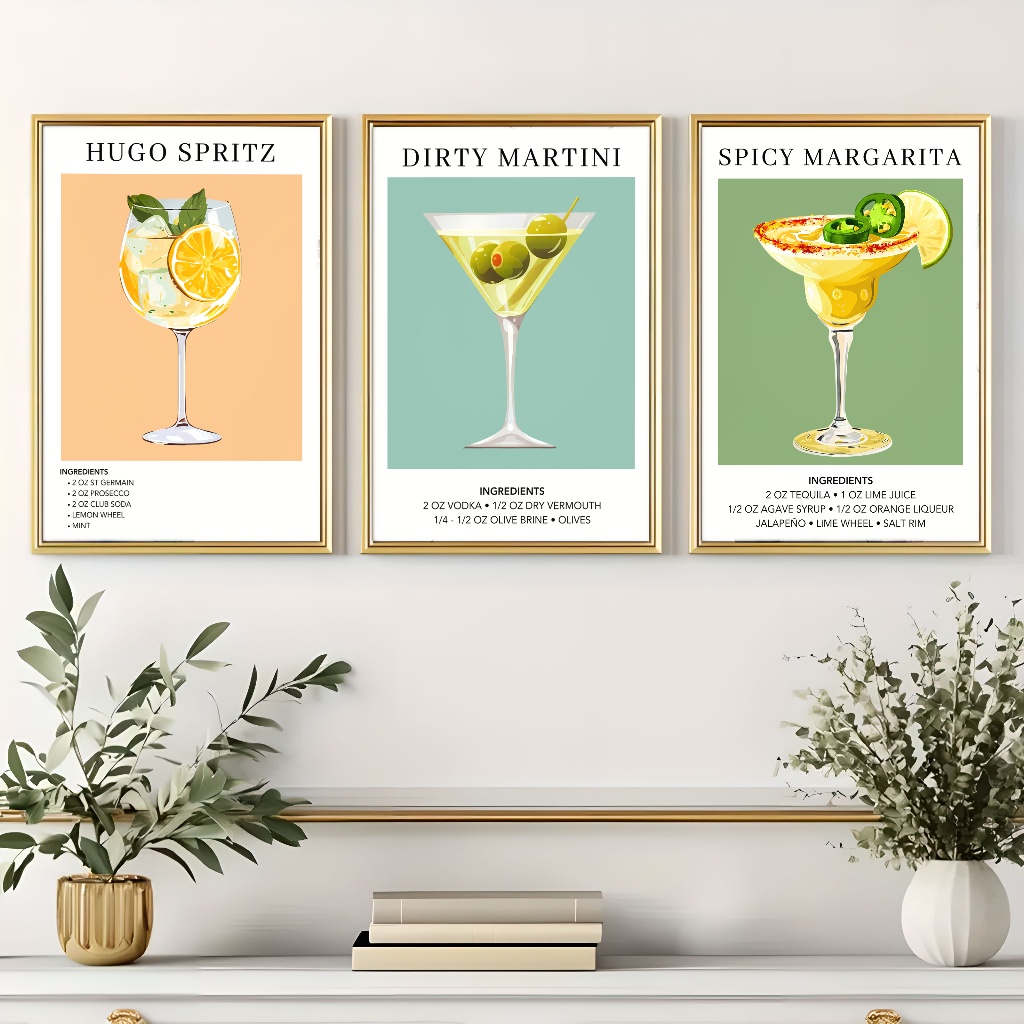 HUGO SPRITZ
INGREDIENTS
• 2 OZ ST GERMAIN
• 2 OZ PROSECCO
• 2 OZ CLUB SODA
• LEMON WHEEL
• MINT
DIRTY MARTINI
INGREDIENTS
2 OZ VODKA • 1/2 OZ DRY VERMOUTH
1/4 - 1/2 OZ OLIVE BRINE • OLIVES
SPICY MARGARITA
INGREDIENTS
2 OZ TEQUILA • 1 OZ LIME JUICE
1/2 OZ AGAVE SYRUP • 1/2 OZ ORANGE LIQUEUR
JALAPEÑO • LIME WHEEL • SALT RIM